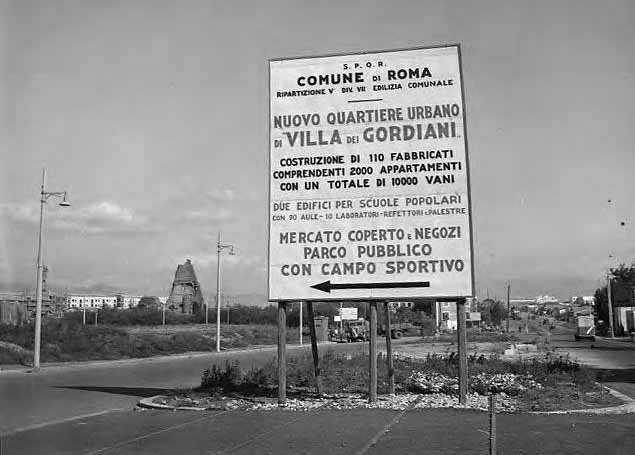 S. P. Q. R.
COMUNE DI ROMA
RIPARTIZIONE Vª DIV. VII EDILIZIA COMUNALE
NUOVO QUARTIERE URBANO
DI "VILLA DEI GORDIANI"
COSTRUZIONE DI 110 FABBRICATI
COMPRENDENTI 2000 APPARTAMENTI
CON UN TOTALE DI 10000 VANI
DUE EDIFICI PER SCUOLE POPOLARI
CON 90 AULE-10 LABORATORI-REFETTORI E PALESTRE
MERCATO COPERTO E NEGOZI
PARCO PUBBLICO
CON CAMPO SPORTIVO